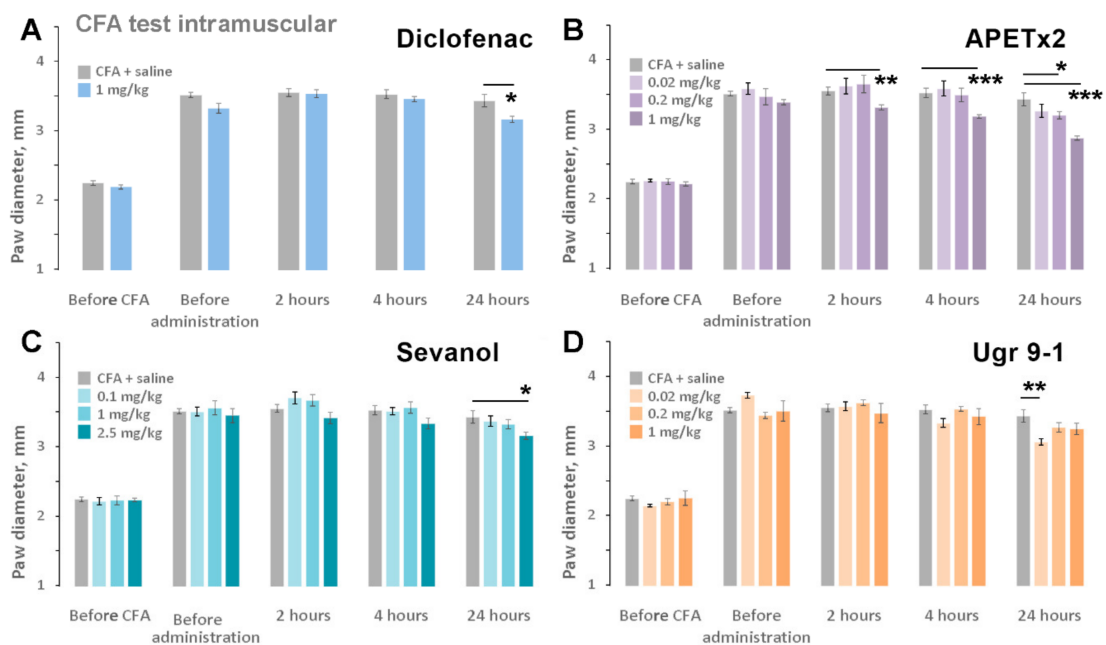 A
CFA test intramuscular
Diclofenac
CFA + saline
1 mg/kg
*
Paw diameter, mm
4
3
2
1
Before CFA
Before
administration
2 hours
4 hours
24 hours
B
APETx2
CFA + saline
0.02 mg/kg
0.2 mg/kg
1 mg/kg
**
***
*
***
Paw diameter, mm
4
3
2
1
Before CFA
Before
administration
2 hours
4 hours
24 hours
C
Sevanol
CFA + saline
0.1 mg/kg
1 mg/kg
2.5 mg/kg
*
Paw diameter, mm
4
3
2
1
Before CFA
Before
administration
2 hours
4 hours
24 hours
D
Ugr 9-1
CFA + saline
0.02 mg/kg
0.2 mg/kg
1 mg/kg
**
Paw diameter, mm
4
3
2
1
Before CFA
Before
administration
2 hours
4 hours
24 hours